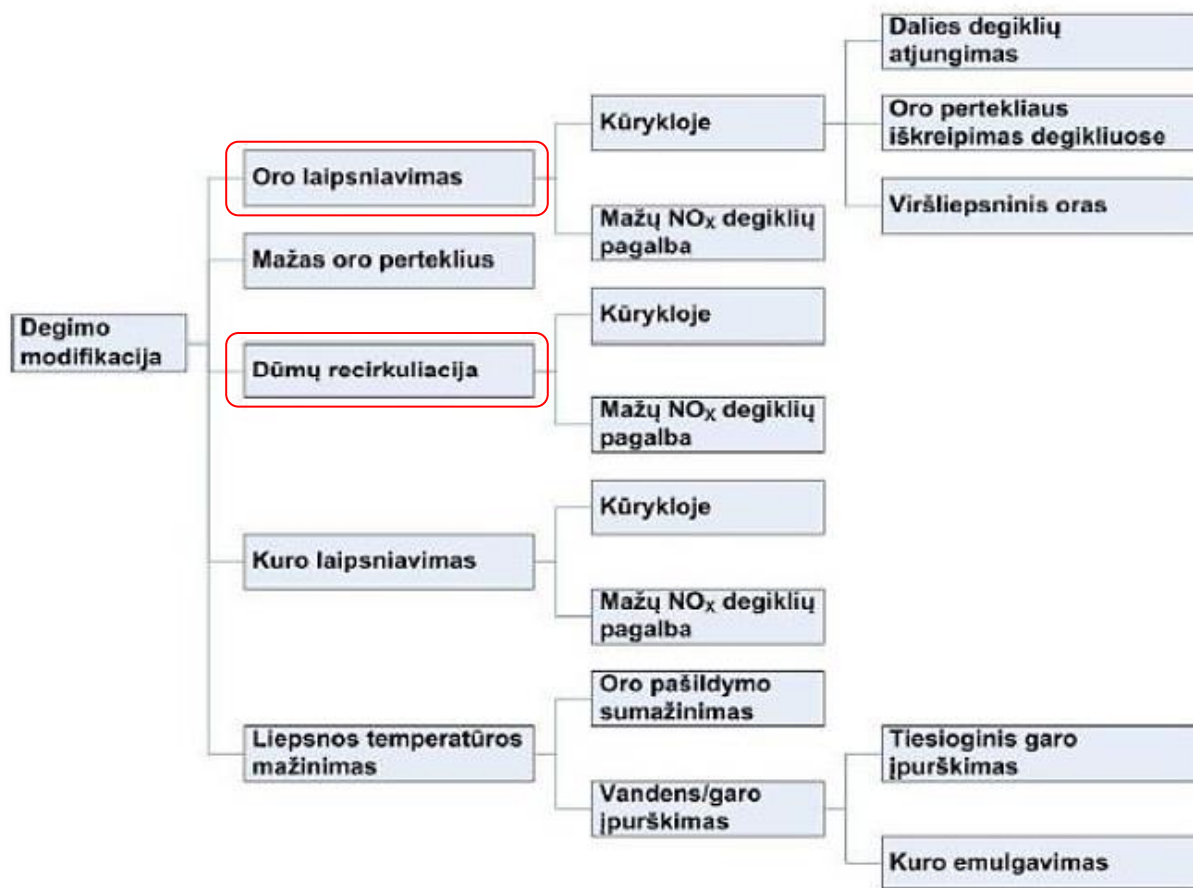 Degimo
modifikacija
Oro laipsniavimas
Kūrykloje
Dalies degiklių
atjungimas
Oro pertekliaus
iškreipimas degikliuose
Viršliepsninis oras
Mažų NOx degiklių
pagalba
Mažas oro perteklius
Dūmų recirkuliacija
Kūrykloje
Mažų NOx degiklių
pagalba
Kuro laipsniavimas
Kūrykloje
Mažų NOx degiklių
pagalba
Liepsnos temperatūros
mažinimas
Oro pašildymo
sumažinimas
Vandens/garo
įpurškimas
Tiesioginis garo
įpurškimas
Kuro emulgavimas